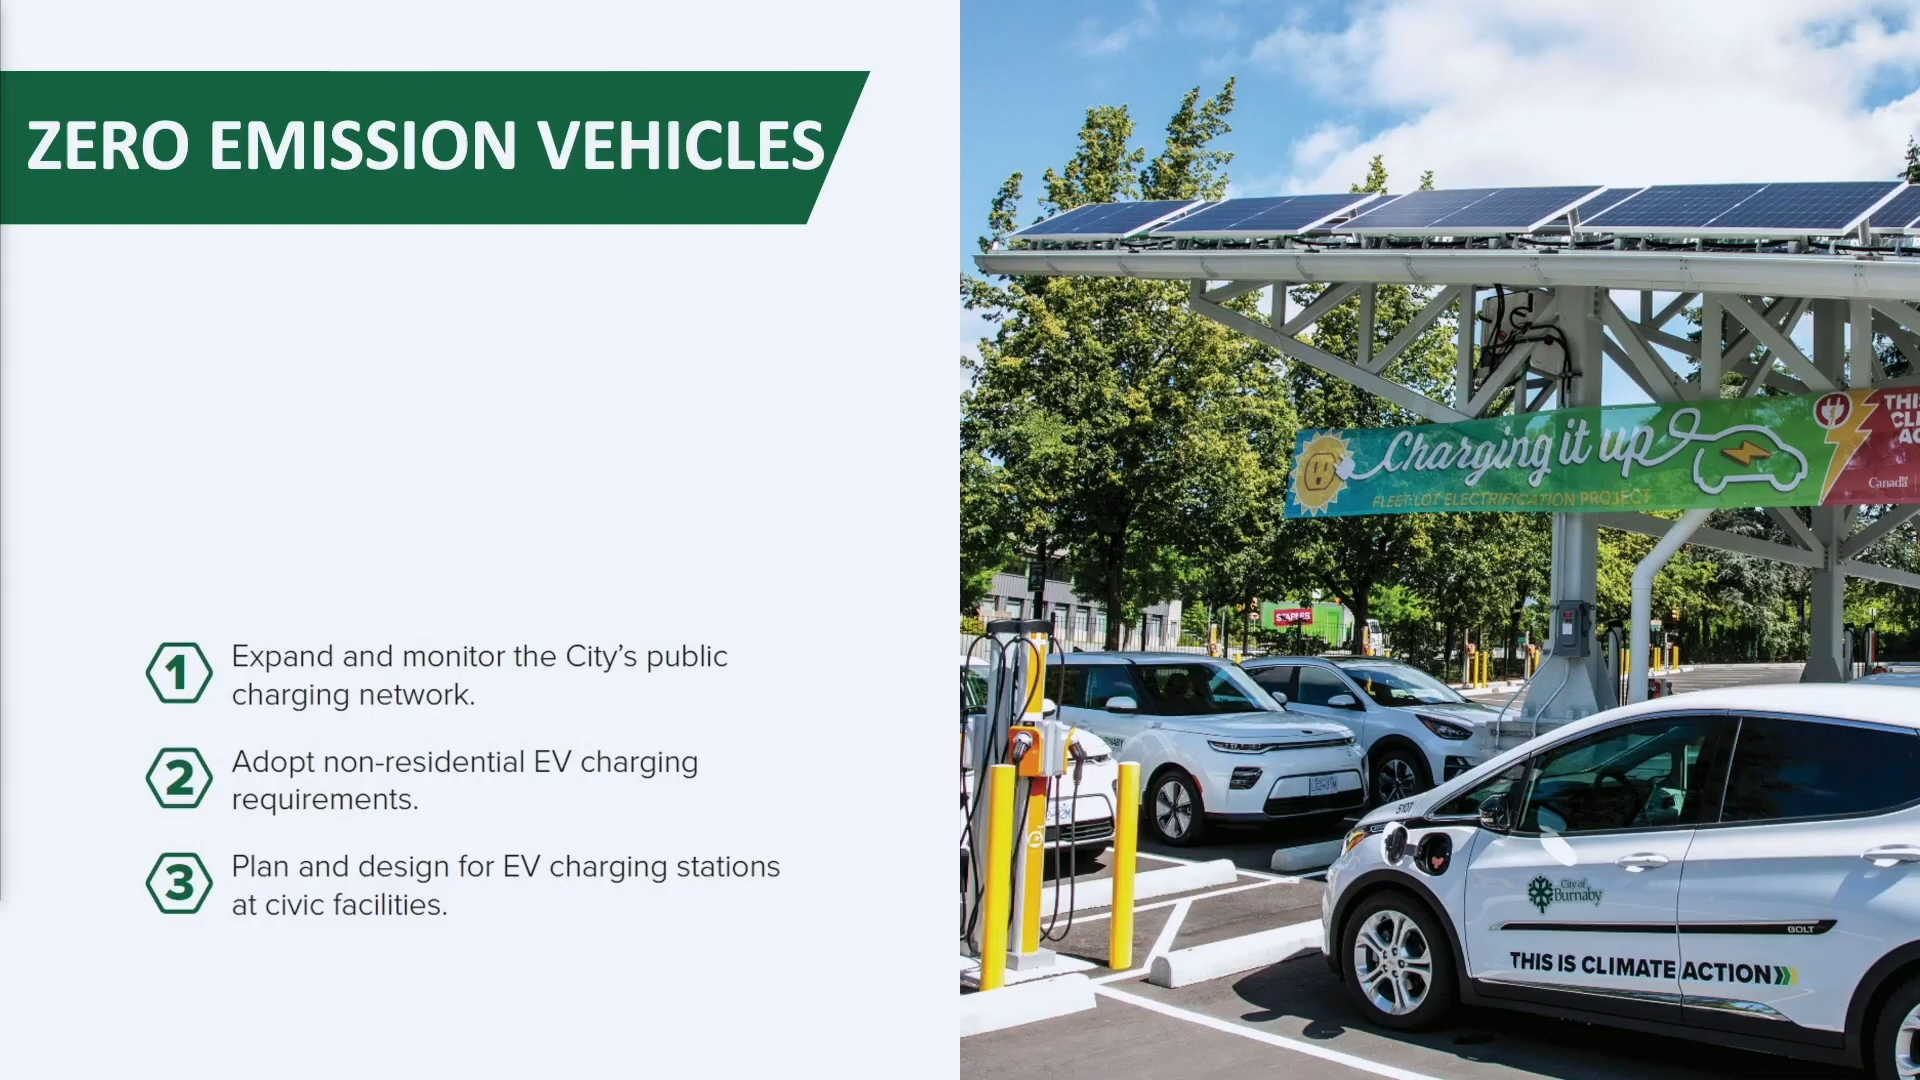 ZERO EMISSION VEHICLES
1
Expand and monitor the City’s public
charging network.
2
Adopt non-residential EV charging
requirements.
3
Plan and design for EV charging stations
at civic facilities.
Charging it up
FLEET LOT ELECTRIFICATION PROJECT
Canada
STAPLES
5107
City of
Burnaby
BOLT
THIS IS CLIMATE ACTION